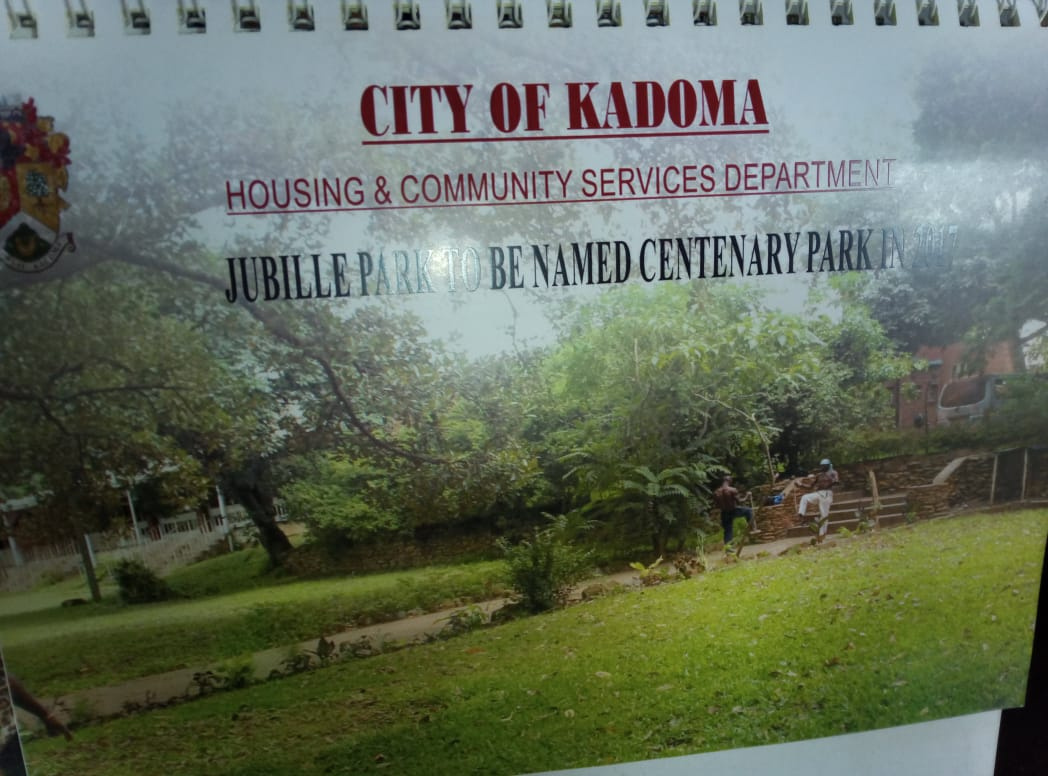 CITY OF KADOMA
HOUSING & COMMUNITY SERVICES DEPARTMENT
JUBILLE PARK TO BE NAMED CENTENARY PARK IN 2017